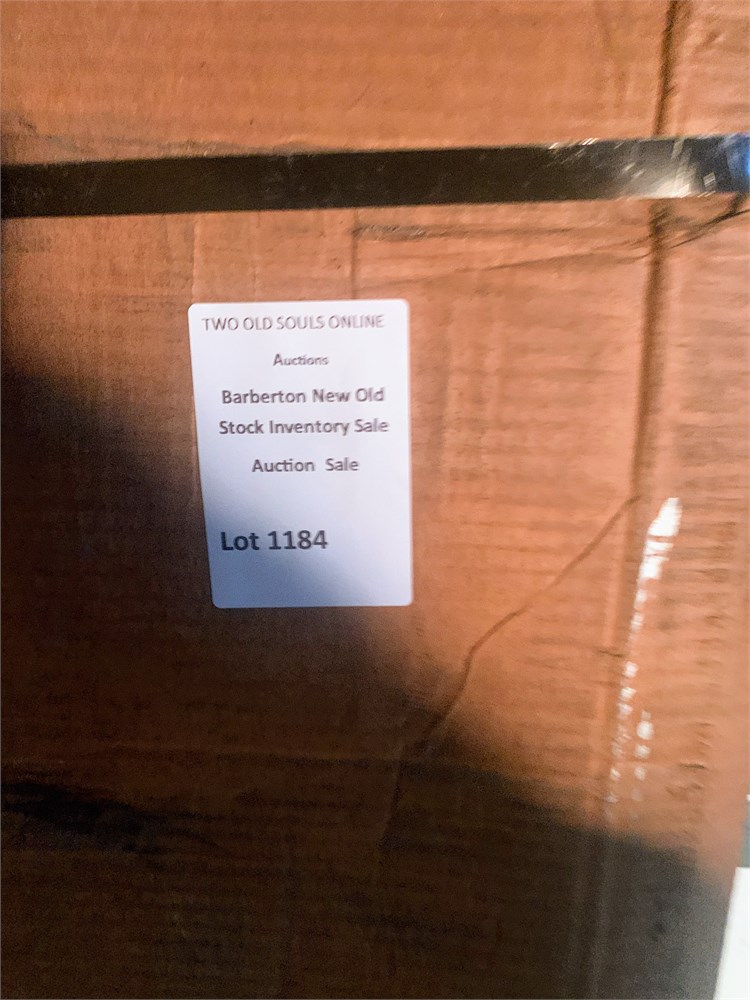 TWO OLD SOULS ONLINE
Auctions
Barberton New Old
Stock Inventory Sale
Auction Sale
Lot 1184